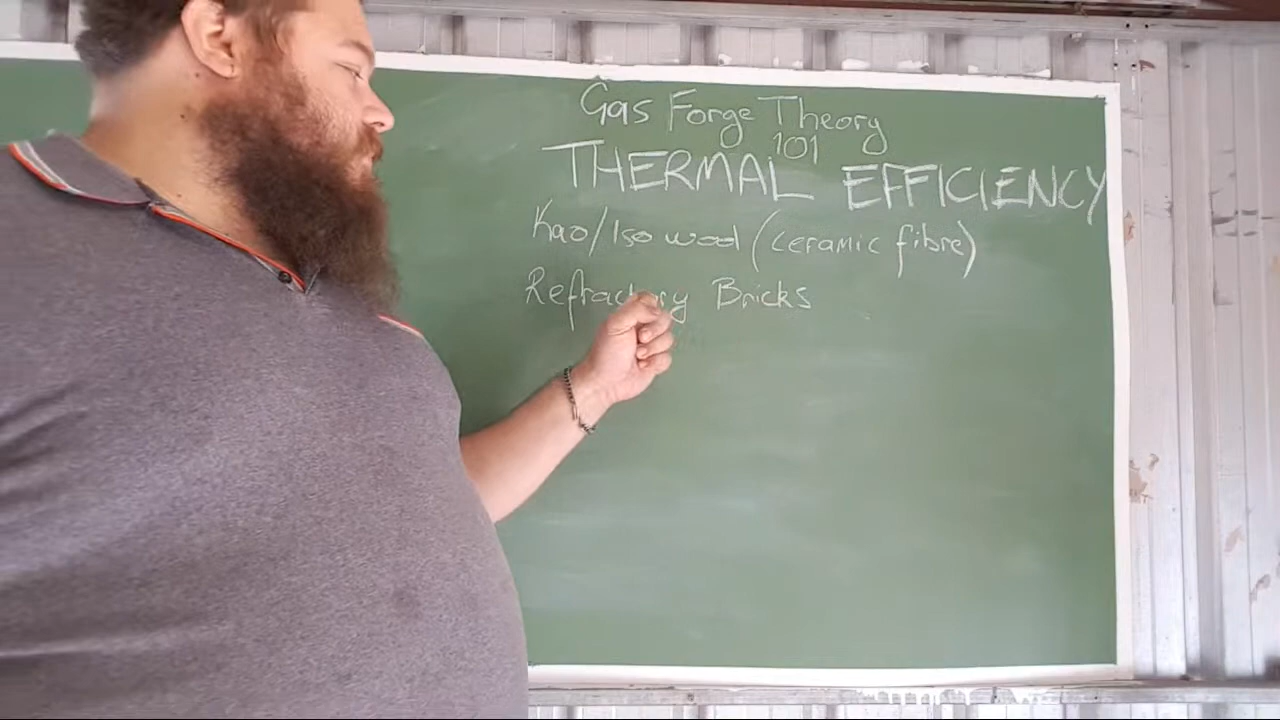 Gas Forge Theory
101
THERMAL EFFICIENCY
Kao/Iso wool (ceramic fibre)
Refractory Bricks